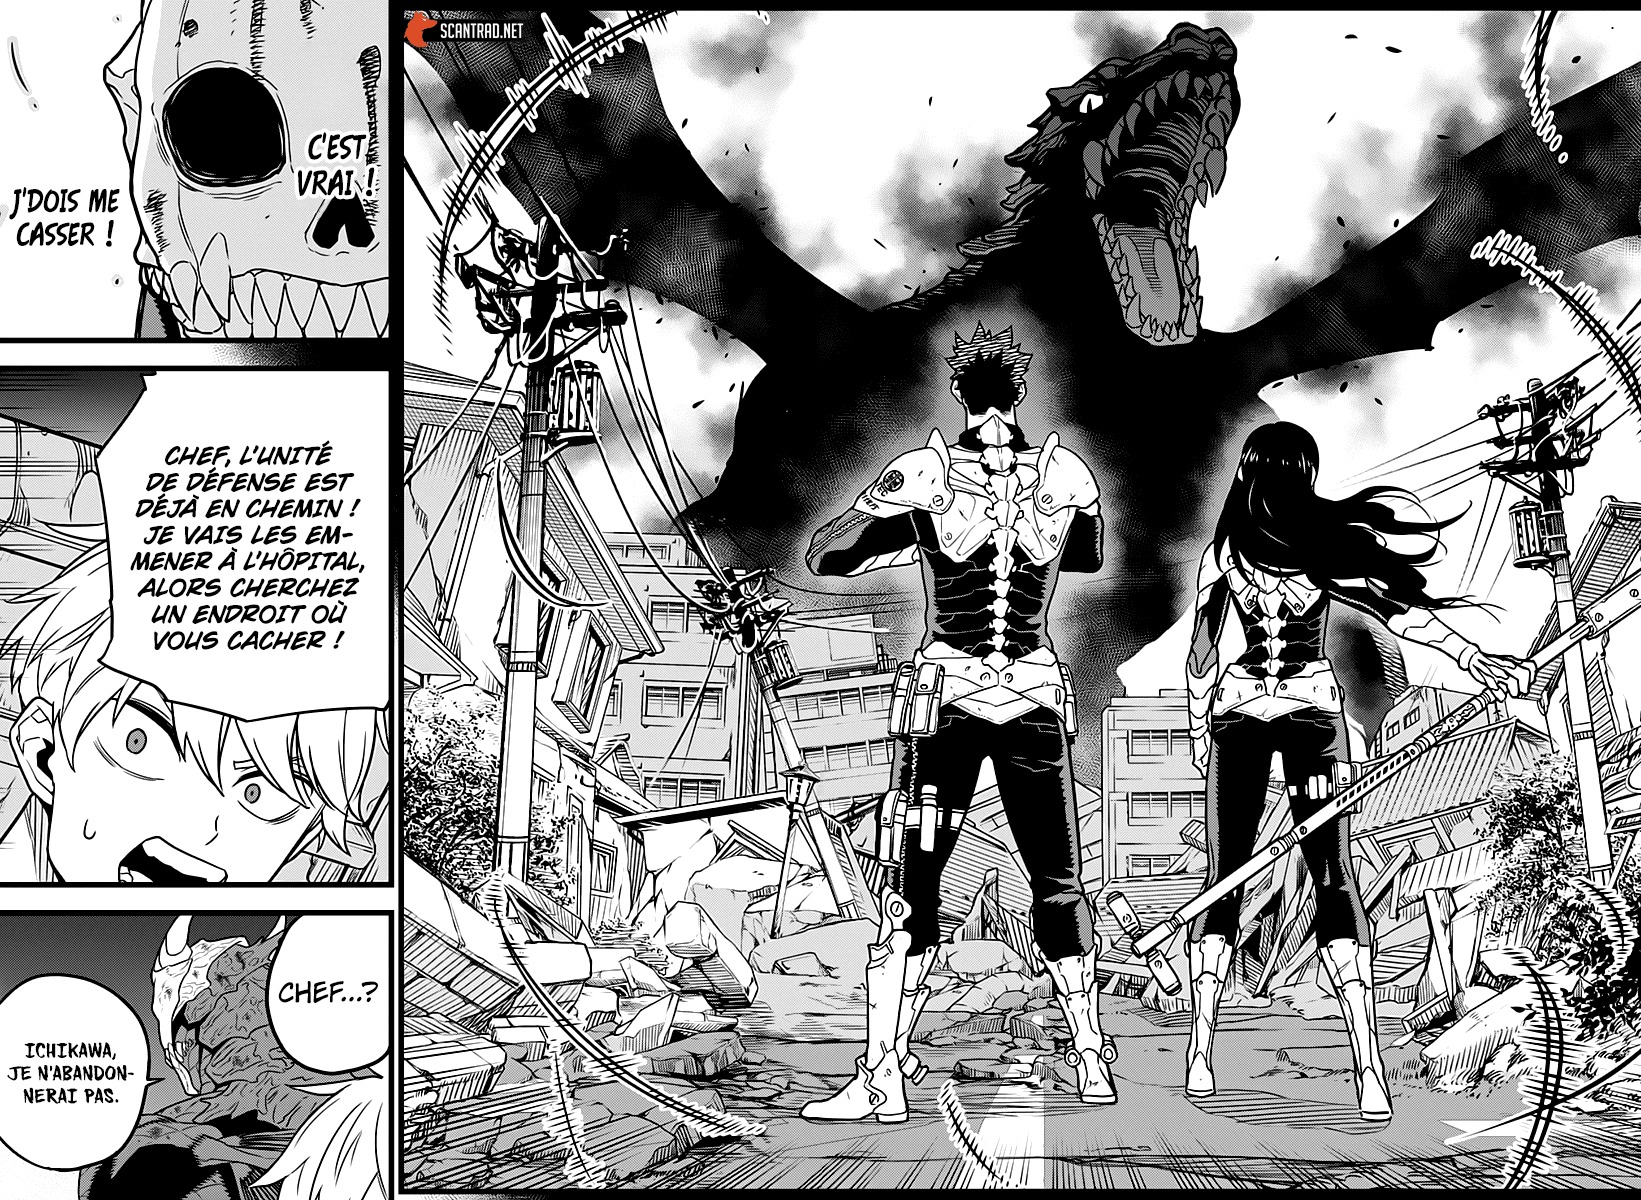 SCANTRAD.NET
C'EST
VRAI !
J'DOIS ME
CASSER !
CHEF, L'UNITÉ
DE DÉFENSE EST
DÉJÀ EN CHEMIN !
JE VAIS LES EM-
MENER À L'HÔPITAL,
ALORS CHERCHEZ
UN ENDROIT OÙ
VOUS CACHER !
CHEF...?
ICHIKAWA,
JE N'ABANDON-
NERAI PAS.